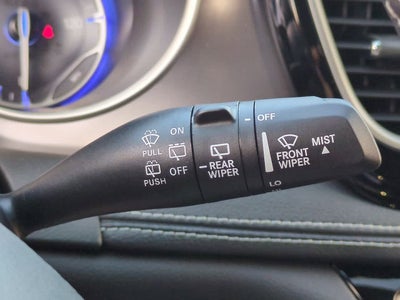 OFF
ON
PULL
OFF
PUSH
REAR
WIPER
FRONT
WIPER
MIST
LO